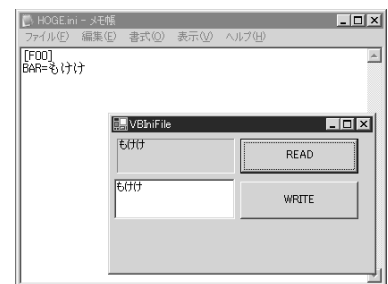 HOGE.ini - メモ帳
ファイル(F) 編集(E) 書式(O) 表示(V) ヘルプ(H)
[FOO]
BAR=もけけ
VBIniFile
もけけ
READ
もけけ
WRITE